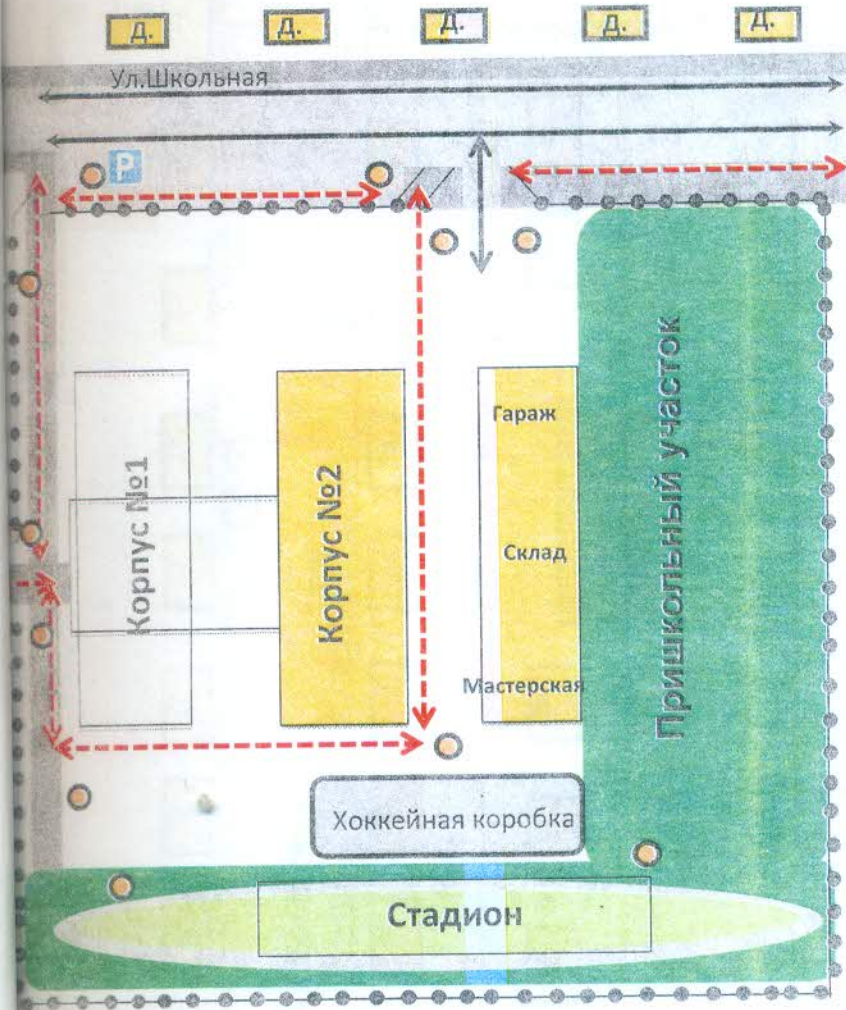 Д.
Д.
Д.
Д.
Д.
Ул.Школьная
P
Гараж
Корпус №1
Корпус №2
Склад
Пришкольный участок
Мастерская
Хоккейная коробка
Стадион